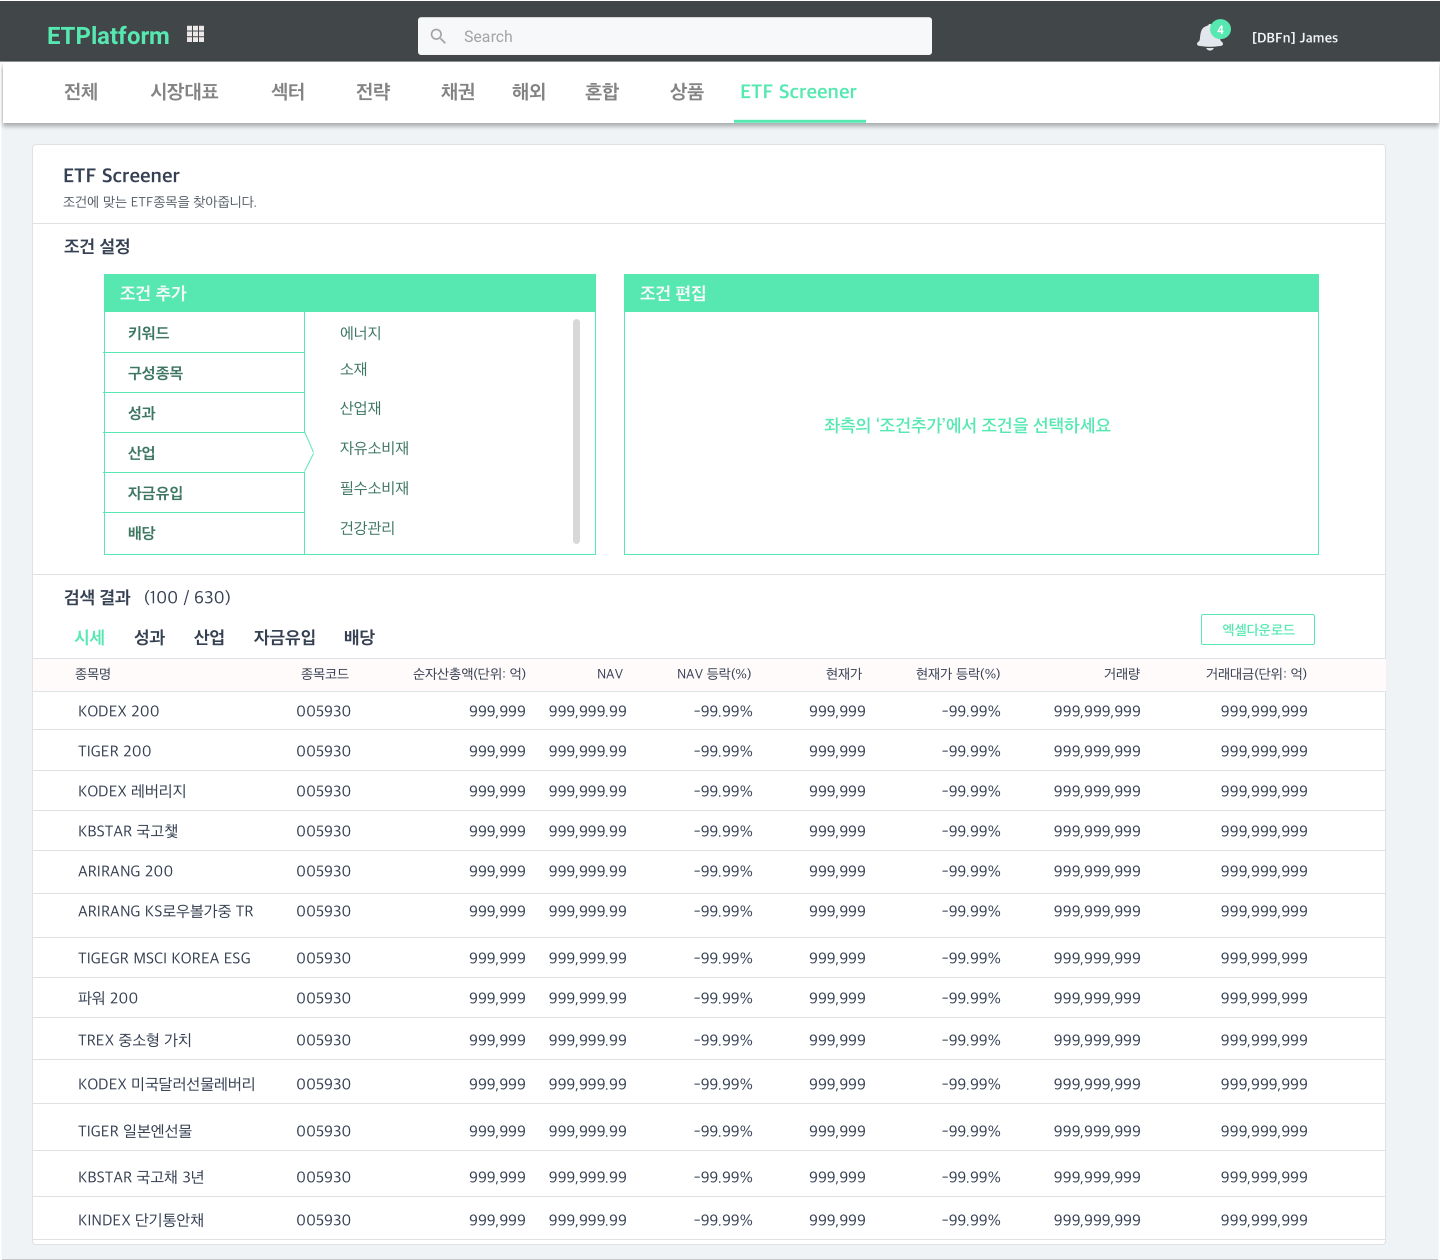 ETPlatform Search 4 [DBFn] James
전체 시장대표 섹터 전략 채권 해외 혼합 상품 ETF Screener
ETF Screener
조건에 맞는 ETF종목을 찾아줍니다.
조건 설정
조건 추가
키워드
구성종목
성과
산업
자금유입
배당
에너지
소재
산업재
자유소비재
필수소비재
건강관리
조건 편집
좌측의 ‘조건추가’에서 조건을 선택하세요
검색 결과 (100 / 630)
시세 성과 산업 자금유입 배당
엑셀다운로드
종목명 종목코드 순자산총액(단위: 억) NAV NAV 등락(%) 현재가 현재가 등락(%) 거래량 거래대금(단위: 억)
KODEX 200 005930 999,999 999,999.99 -99.99% 999,999 -99.99% 999,999,999 999,999,999
TIGER 200 005930 999,999 999,999.99 -99.99% 999,999 -99.99% 999,999,999 999,999,999
KODEX 레버리지 005930 999,999 999,999.99 -99.99% 999,999 -99.99% 999,999,999 999,999,999
KBSTAR 국고챛 005930 999,999 999,999.99 -99.99% 999,999 -99.99% 999,999,999 999,999,999
ARIRANG 200 005930 999,999 999,999.99 -99.99% 999,999 -99.99% 999,999,999 999,999,999
ARIRANG KS로우볼가중 TR 005930 999,999 999,999.99 -99.99% 999,999 -99.99% 999,999,999 999,999,999
TIGEGR MSCI KOREA ESG 005930 999,999 999,999.99 -99.99% 999,999 -99.99% 999,999,999 999,999,999
파워 200 005930 999,999 999,999.99 -99.99% 999,999 -99.99% 999,999,999 999,999,999
TREX 중소형 가치 005930 999,999 999,999.99 -99.99% 999,999 -99.99% 999,999,999 999,999,999
KODEX 미국달러선물레버리 005930 999,999 999,999.99 -99.99% 999,999 -99.99% 999,999,999 999,999,999
TIGER 일본엔선물 005930 999,999 999,999.99 -99.99% 999,999 -99.99% 999,999,999 999,999,999
KBSTAR 국고채 3년 005930 999,999 999,999.99 -99.99% 999,999 -99.99% 999,999,999 999,999,999
KINDEX 단기통안채 005930 999,999 999,999.99 -99.99% 999,999 -99.99% 999,999,999 999,999,999